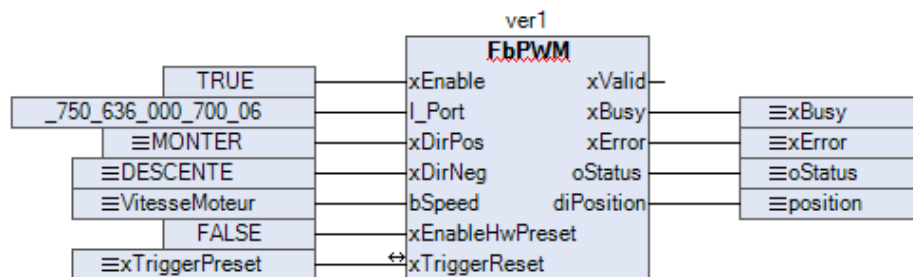 ver1
FbPWM
TRUE xEnable xValid
_750_636_000_700_06 I_Port xBusy xBusy
MONTER xDirPos xError xError
DESCENTE xDirNeg oStatus oStatus
VitesseMoteur bSpeed diPosition position
FALSE xEnableHwPreset
xTriggerPreset xTriggerReset